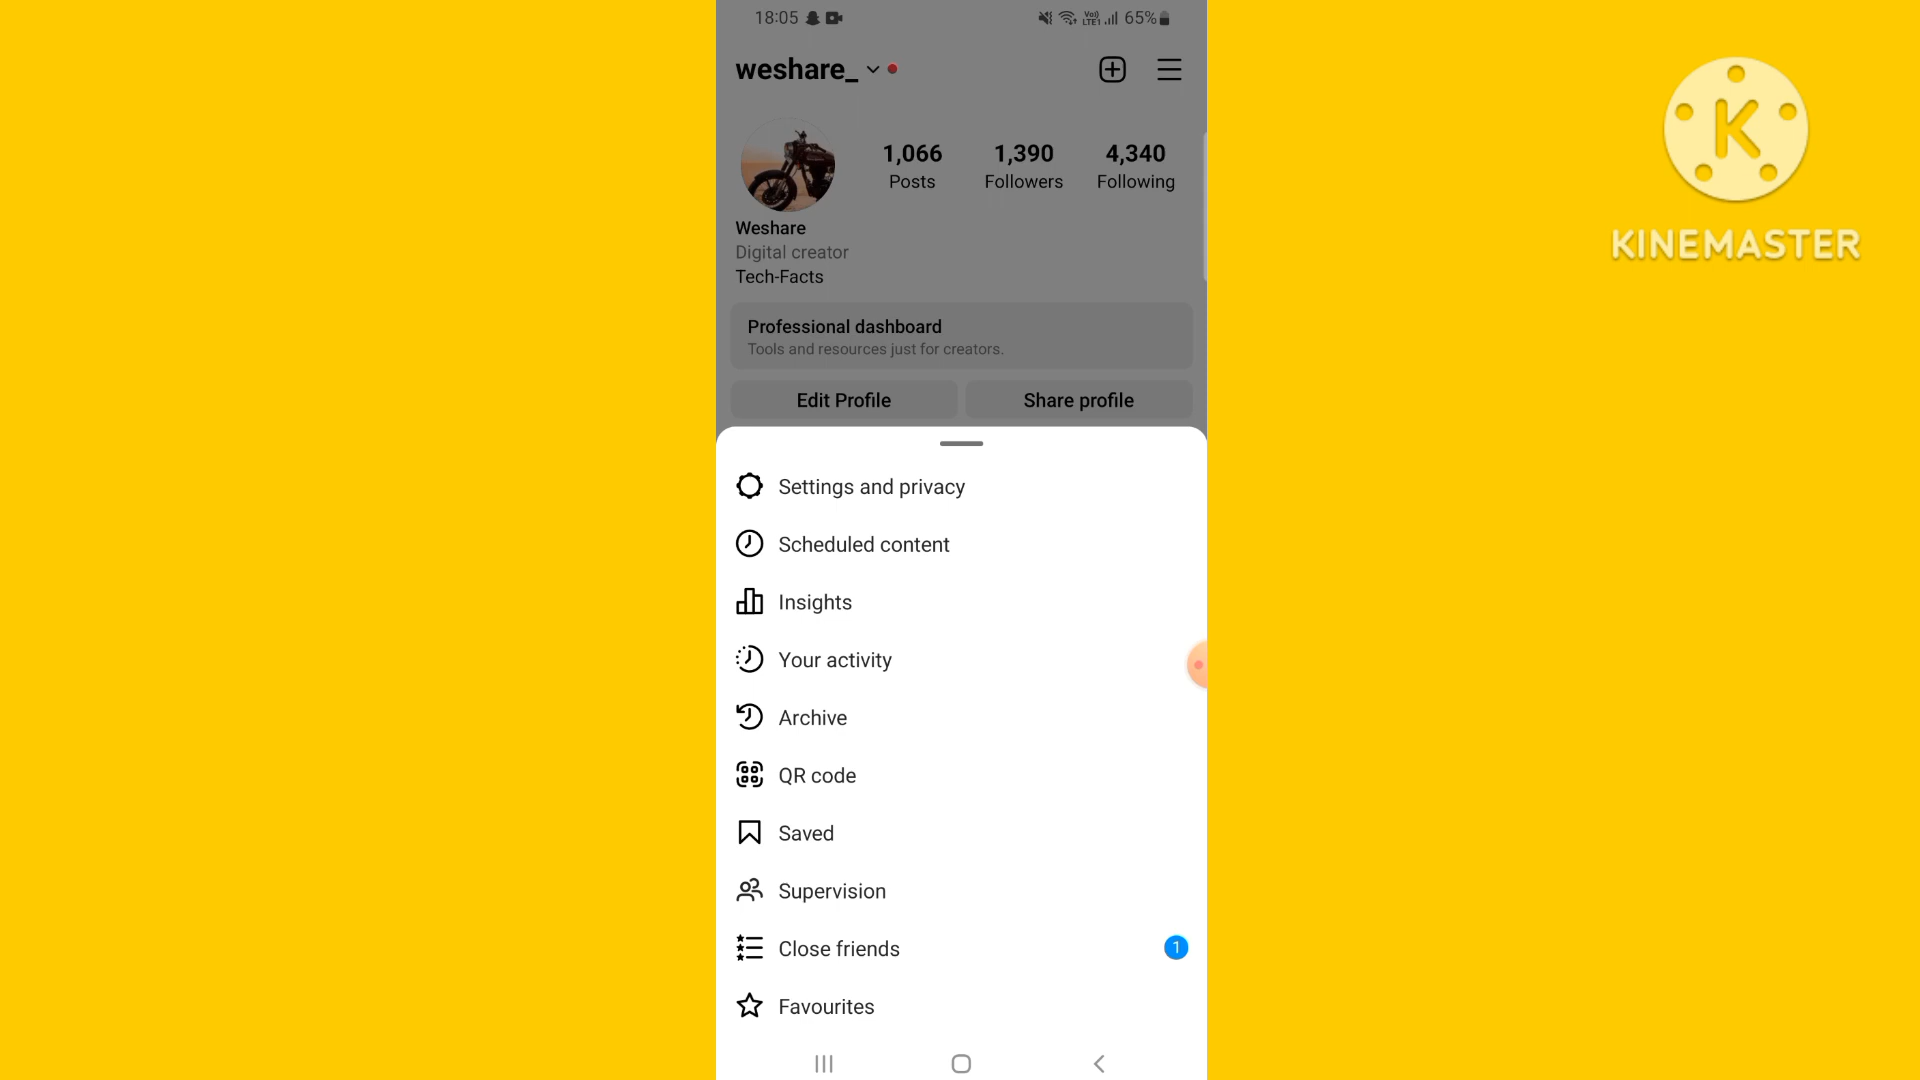 18:05 65%
weshare_
1,066 1,390 4,340
Posts Followers Following
Weshare
Digital creator
Tech-Facts
Professional dashboard
Tools and resources just for creators.
Edit Profile Share profile
Settings and privacy
Scheduled content
Insights
Your activity
Archive
QR code
Saved
Supervision
Close friends 1
Favourites
K
KINEMASTER